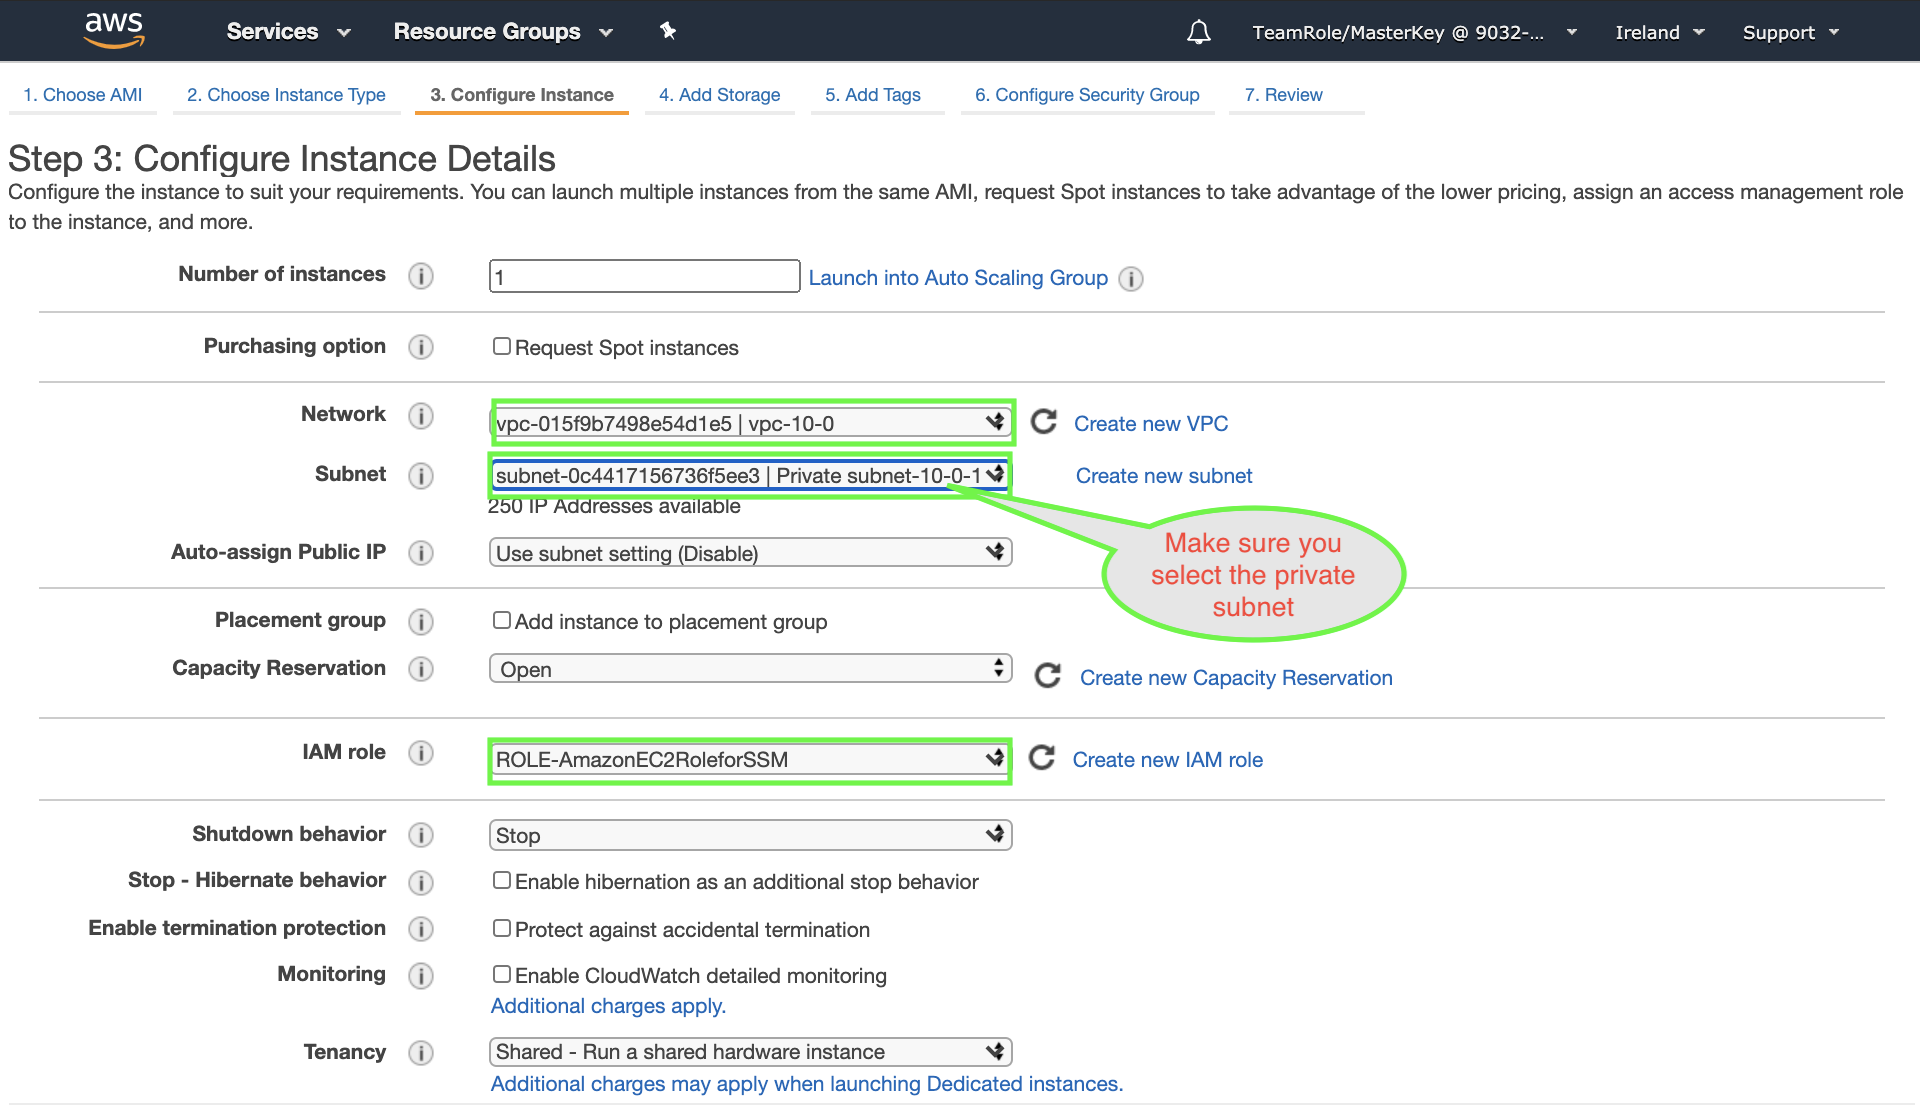 aws Services Resource Groups TeamRole/MasterKey @ 9032-... Ireland Support
1. Choose AMI 2. Choose Instance Type 3. Configure Instance 4. Add Storage 5. Add Tags 6. Configure Security Group 7. Review
Step 3: Configure Instance Details
Configure the instance to suit your requirements. You can launch multiple instances from the same AMI, request Spot instances to take advantage of the lower pricing, assign an access management role
to the instance, and more.
Number of instances i 1 Launch into Auto Scaling Group i
Purchasing option i Request Spot instances
Network i vpc-015f9b7498e54d1e5 | vpc-10-0 Create new VPC
Subnet i subnet-0c4417156736f5ee3 | Private subnet-10-0-1 Create new subnet
250 IP Addresses available
Auto-assign Public IP i Use subnet setting (Disable)
Make sure you
select the private
subnet
Placement group i Add instance to placement group
Capacity Reservation i Open Create new Capacity Reservation
IAM role i ROLE-AmazonEC2RoleforSSM Create new IAM role
Shutdown behavior i Stop
Stop - Hibernate behavior i Enable hibernation as an additional stop behavior
Enable termination protection i Protect against accidental termination
Monitoring i Enable CloudWatch detailed monitoring
Additional charges apply.
Tenancy i Shared - Run a shared hardware instance
Additional charges may apply when launching Dedicated instances.